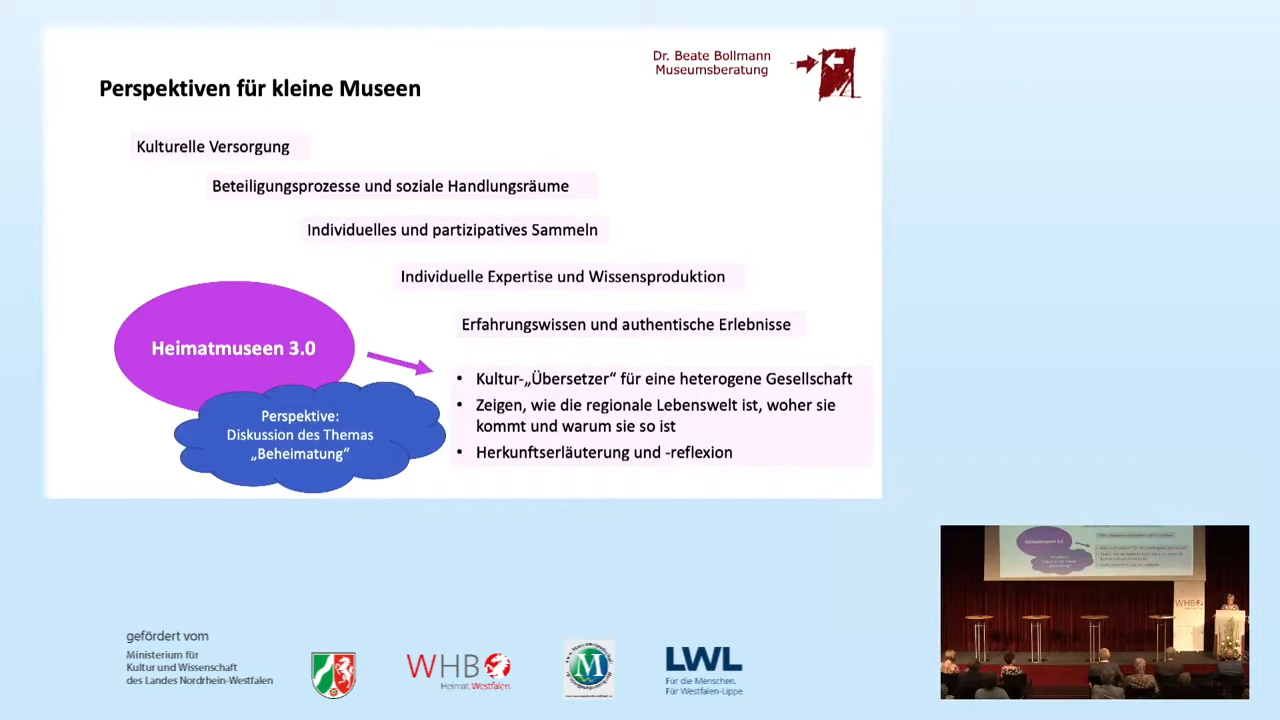 Dr. Beate Bollmann
Museumsberatung
Perspektiven für kleine Museen
Kulturelle Versorgung
Beteiligungsprozesse und soziale Handlungsräume
Individuelles und partizipatives Sammeln
Individuelle Expertise und Wissensproduktion
Erfahrungswissen und authentische Erlebnisse
Heimatmuseen 3.0
Perspektive:
Diskussion des Themas
„Beheimatung“
• Kultur-„Übersetzer“ für eine heterogene Gesellschaft
• Zeigen, wie die regionale Lebenswelt ist, woher sie
kommt und warum sie so ist
• Herkunftserläuterung und -reflexion
Heimatmuseen 3.0
WHB
gefördert vom
Ministerium für
Kultur und Wissenschaft
des Landes Nordrhein-Westfalen
WHB
Heimat. Westfalen.
M
LWL
Für die Menschen.
Für Westfalen-Lippe.